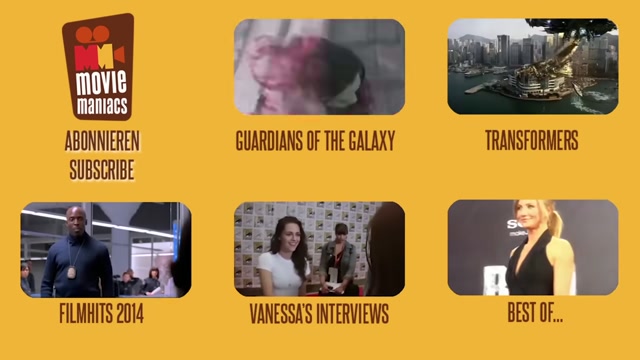 movie
maniacs
ABONNIEREN
SUBSCRIBE
GUARDIANS OF THE GALAXY
TRANSFORMERS
FILMHITS 2014
VANESSA'S INTERVIEWS
BEST OF...